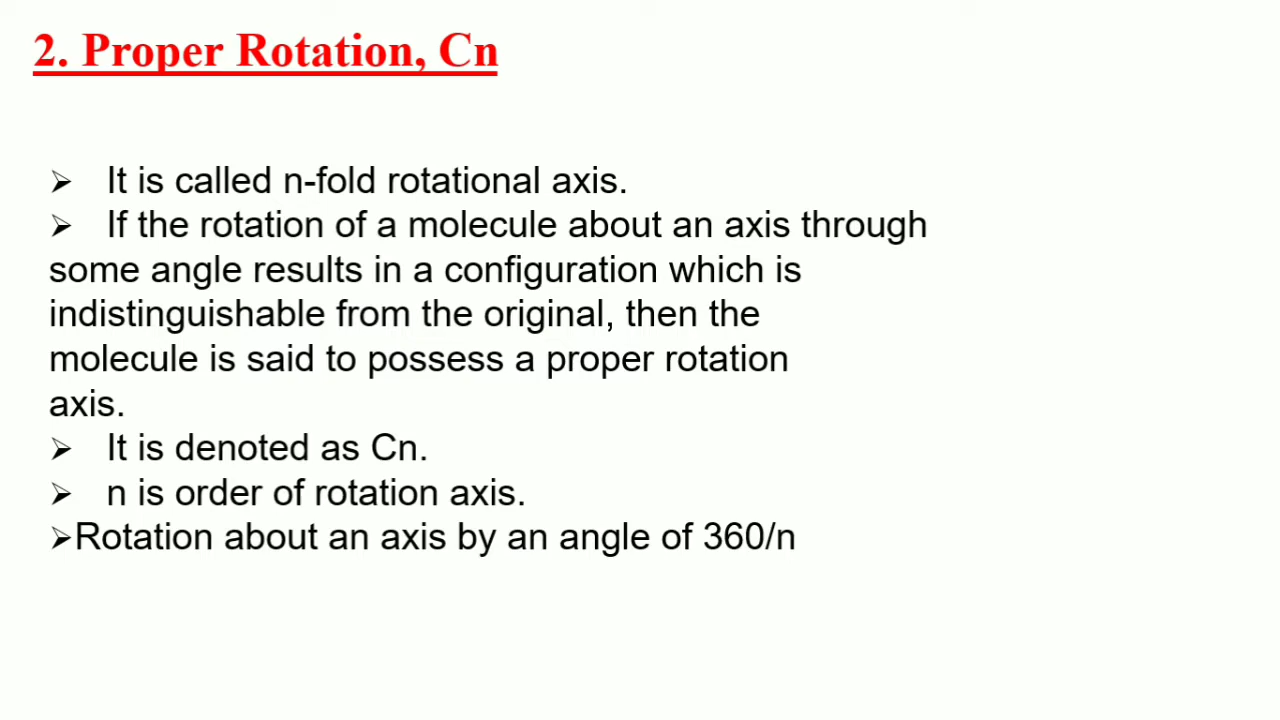 2. Proper Rotation, Cn
➢ It is called n-fold rotational axis.
➢ If the rotation of a molecule about an axis through
some angle results in a configuration which is
indistinguishable from the original, then the
molecule is said to possess a proper rotation
axis.
➢ It is denoted as Cn.
➢ n is order of rotation axis.
➢Rotation about an axis by an angle of 360/n